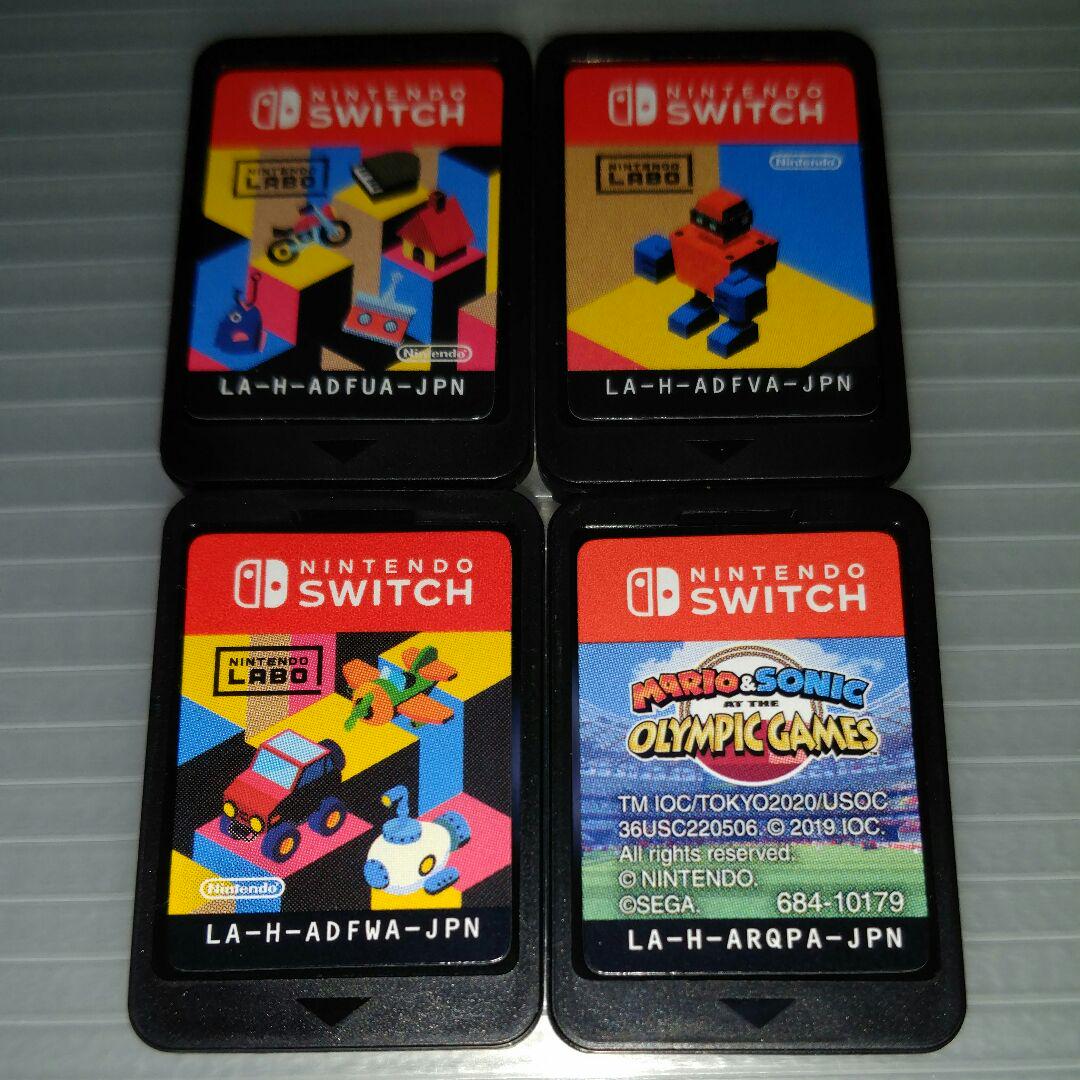 NINTENDO
SWITCH
NINTENDO
LABO
Nintendo
LA-H-ADFUA-JPN
NINTENDO
SWITCH
NINTENDO
LABO
Nintendo
LA-H-ADFVA-JPN
NINTENDO
SWITCH
NINTENDO
LABO
Nintendo
LA-H-ADFWA-JPN
NINTENDO
SWITCH
MARIO & SONIC
AT THE
OLYMPIC GAMES™
TM IOC/TOKYO2020/USOC
36USC220506. © 2019 IOC.
All rights reserved.
© NINTENDO.
©SEGA. 684-10179
LA-H-ARQPA-JPN